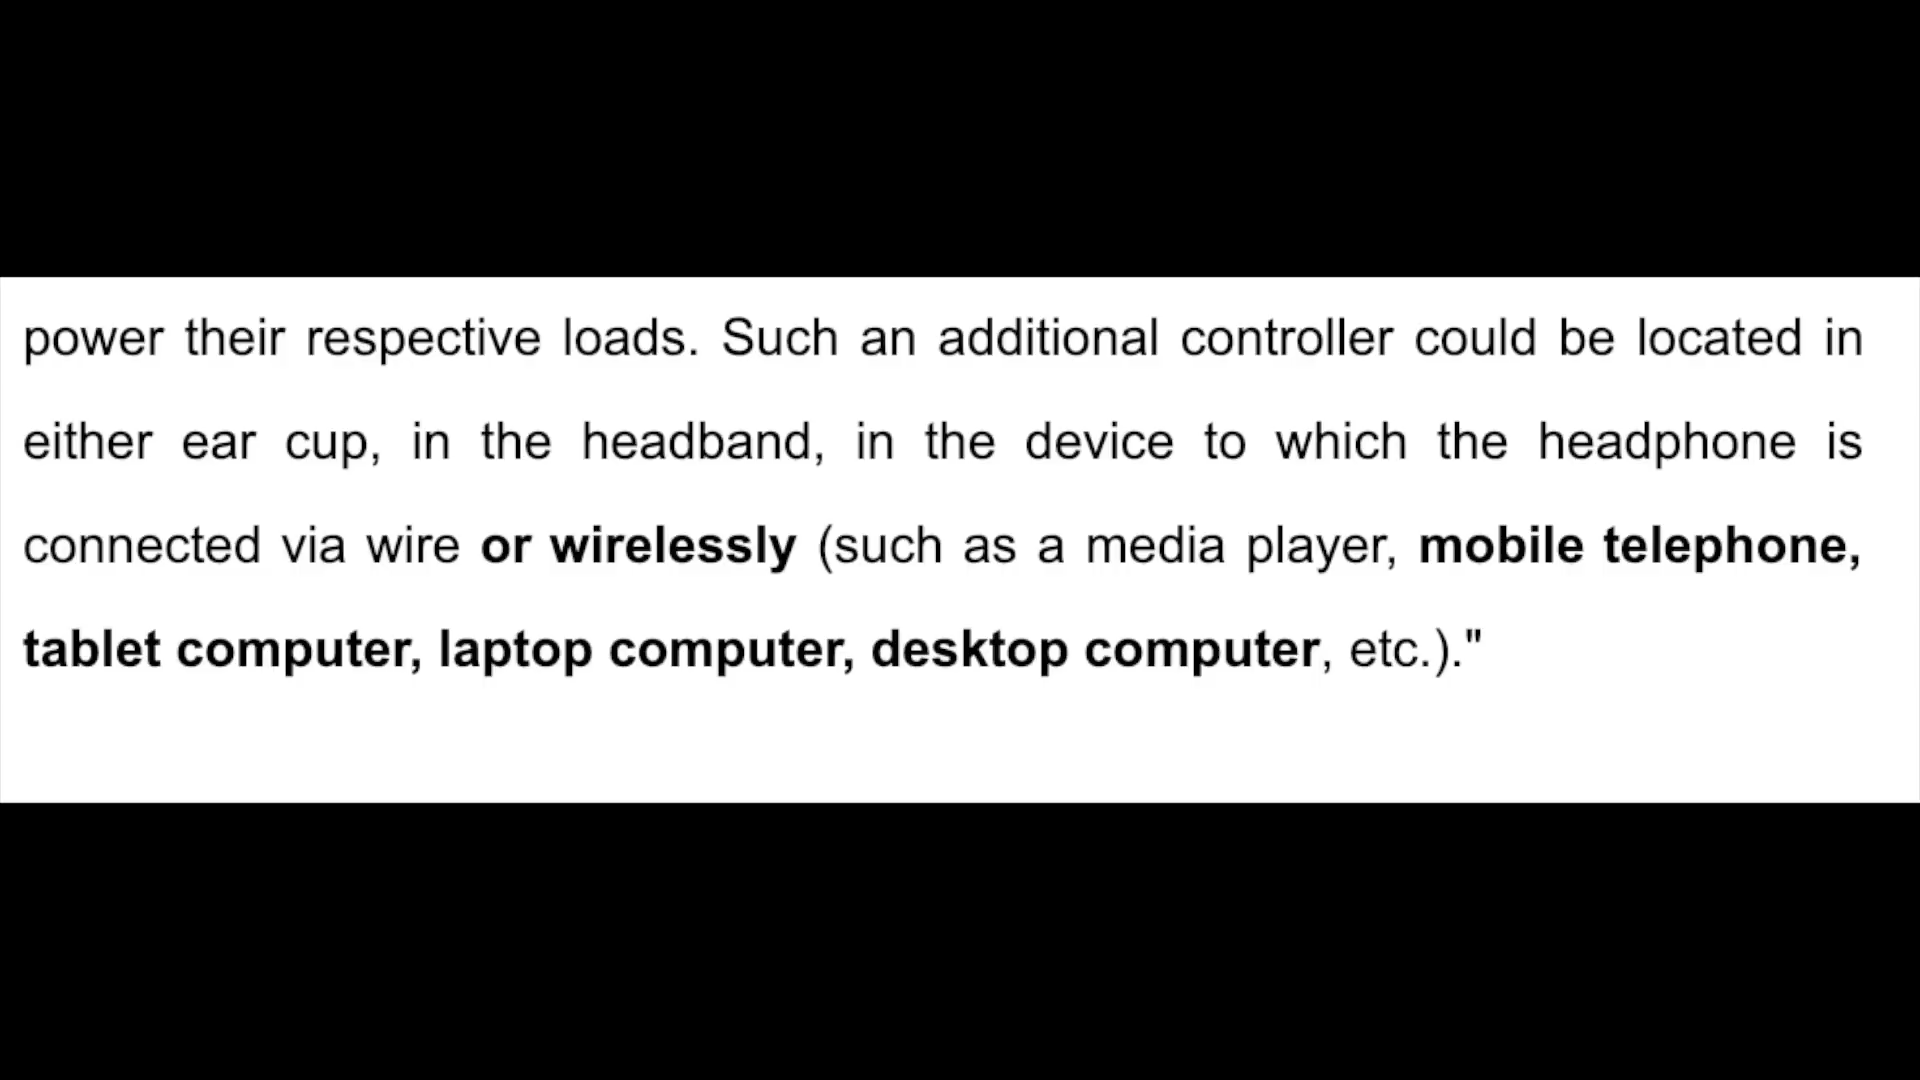 power their respective loads. Such an additional controller could be located in
either ear cup, in the headband, in the device to which the headphone is
connected via wire or wirelessly (such as a media player, mobile telephone,
tablet computer, laptop computer, desktop computer, etc.)."